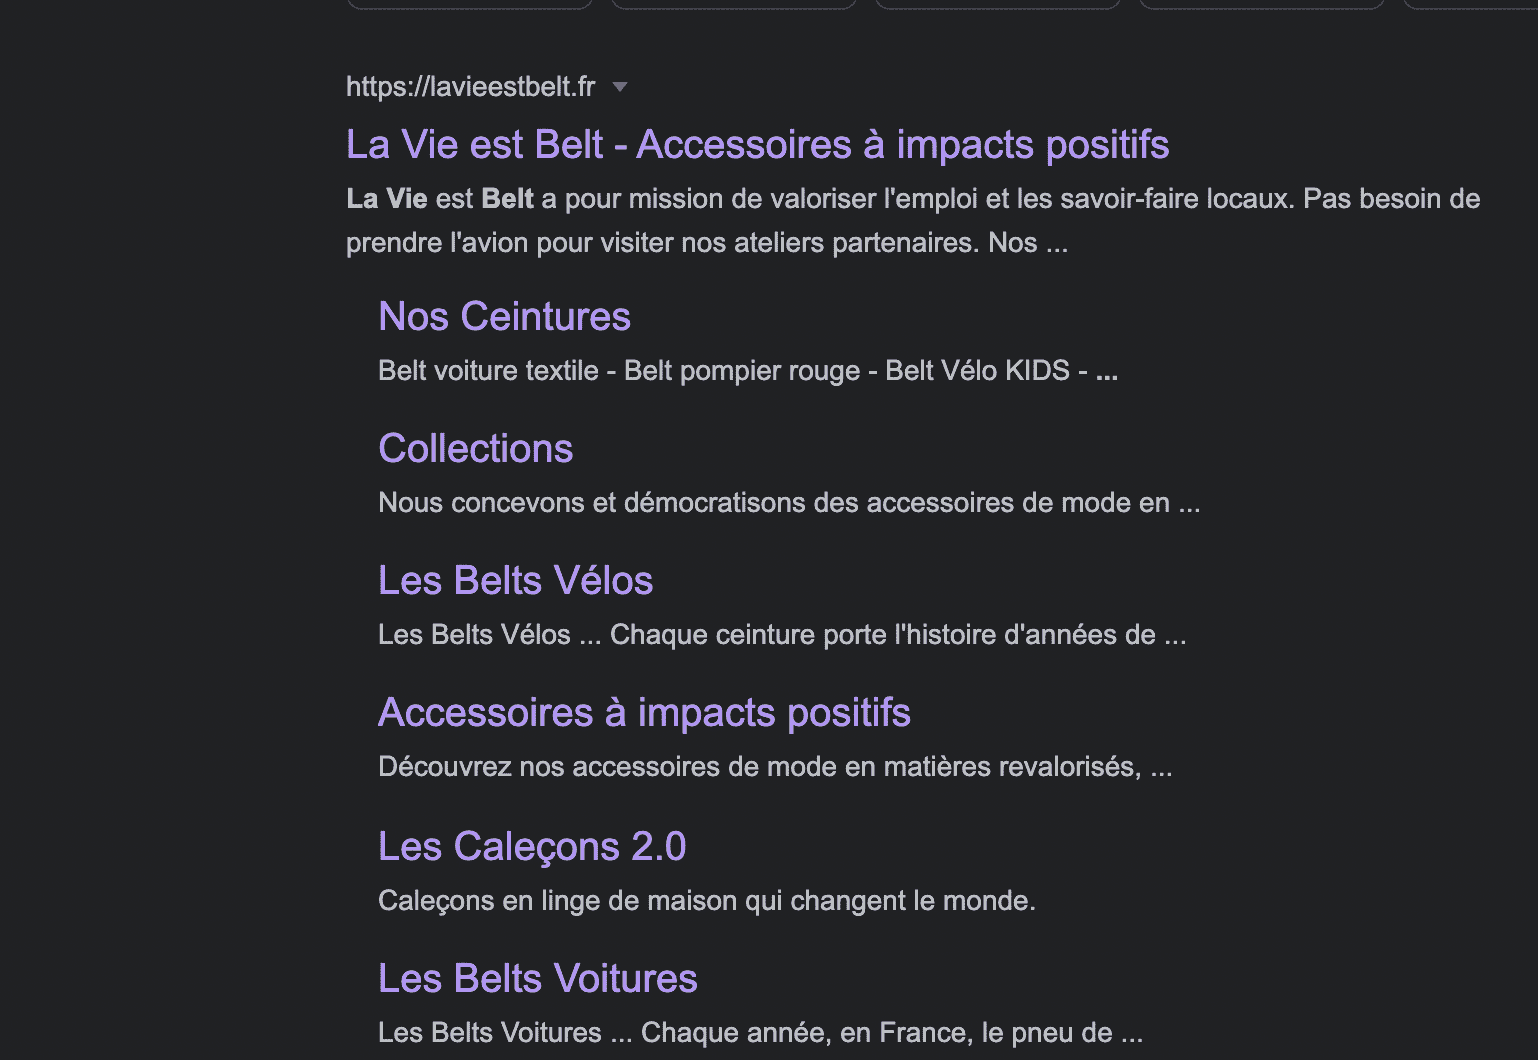 https://lavieestbelt.fr
La Vie est Belt - Accessoires à impacts positifs
La Vie est Belt a pour mission de valoriser l'emploi et les savoir-faire locaux. Pas besoin de
prendre l'avion pour visiter nos ateliers partenaires. Nos ...
Nos Ceintures
Belt voiture textile - Belt pompier rouge - Belt Vélo KIDS - ...
Collections
Nous concevons et démocratisons des accessoires de mode en ...
Les Belts Vélos
Les Belts Vélos ... Chaque ceinture porte l'histoire d'années de ...
Accessoires à impacts positifs
Découvrez nos accessoires de mode en matières revalorisés, ...
Les Caleçons 2.0
Caleçons en linge de maison qui changent le monde.
Les Belts Voitures
Les Belts Voitures ... Chaque année, en France, le pneu de ...